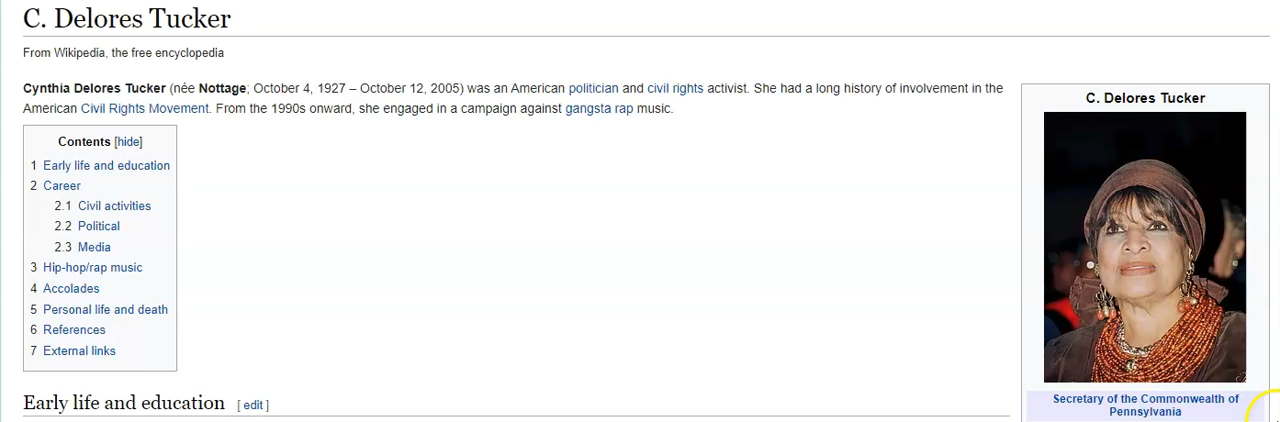 C. Delores Tucker
From Wikipedia, the free encyclopedia
Cynthia Delores Tucker (née Nottage; October 4, 1927 – October 12, 2005) was an American politician and civil rights activist. She had a long history of involvement in the
American Civil Rights Movement. From the 1990s onward, she engaged in a campaign against gangsta rap music.
Contents [hide]
1 Early life and education
2 Career
2.1 Civil activities
2.2 Political
2.3 Media
3 Hip-hop/rap music
4 Accolades
5 Personal life and death
6 References
7 External links
Early life and education [ edit ]
C. Delores Tucker
Secretary of the Commonwealth of
Pennsylvania